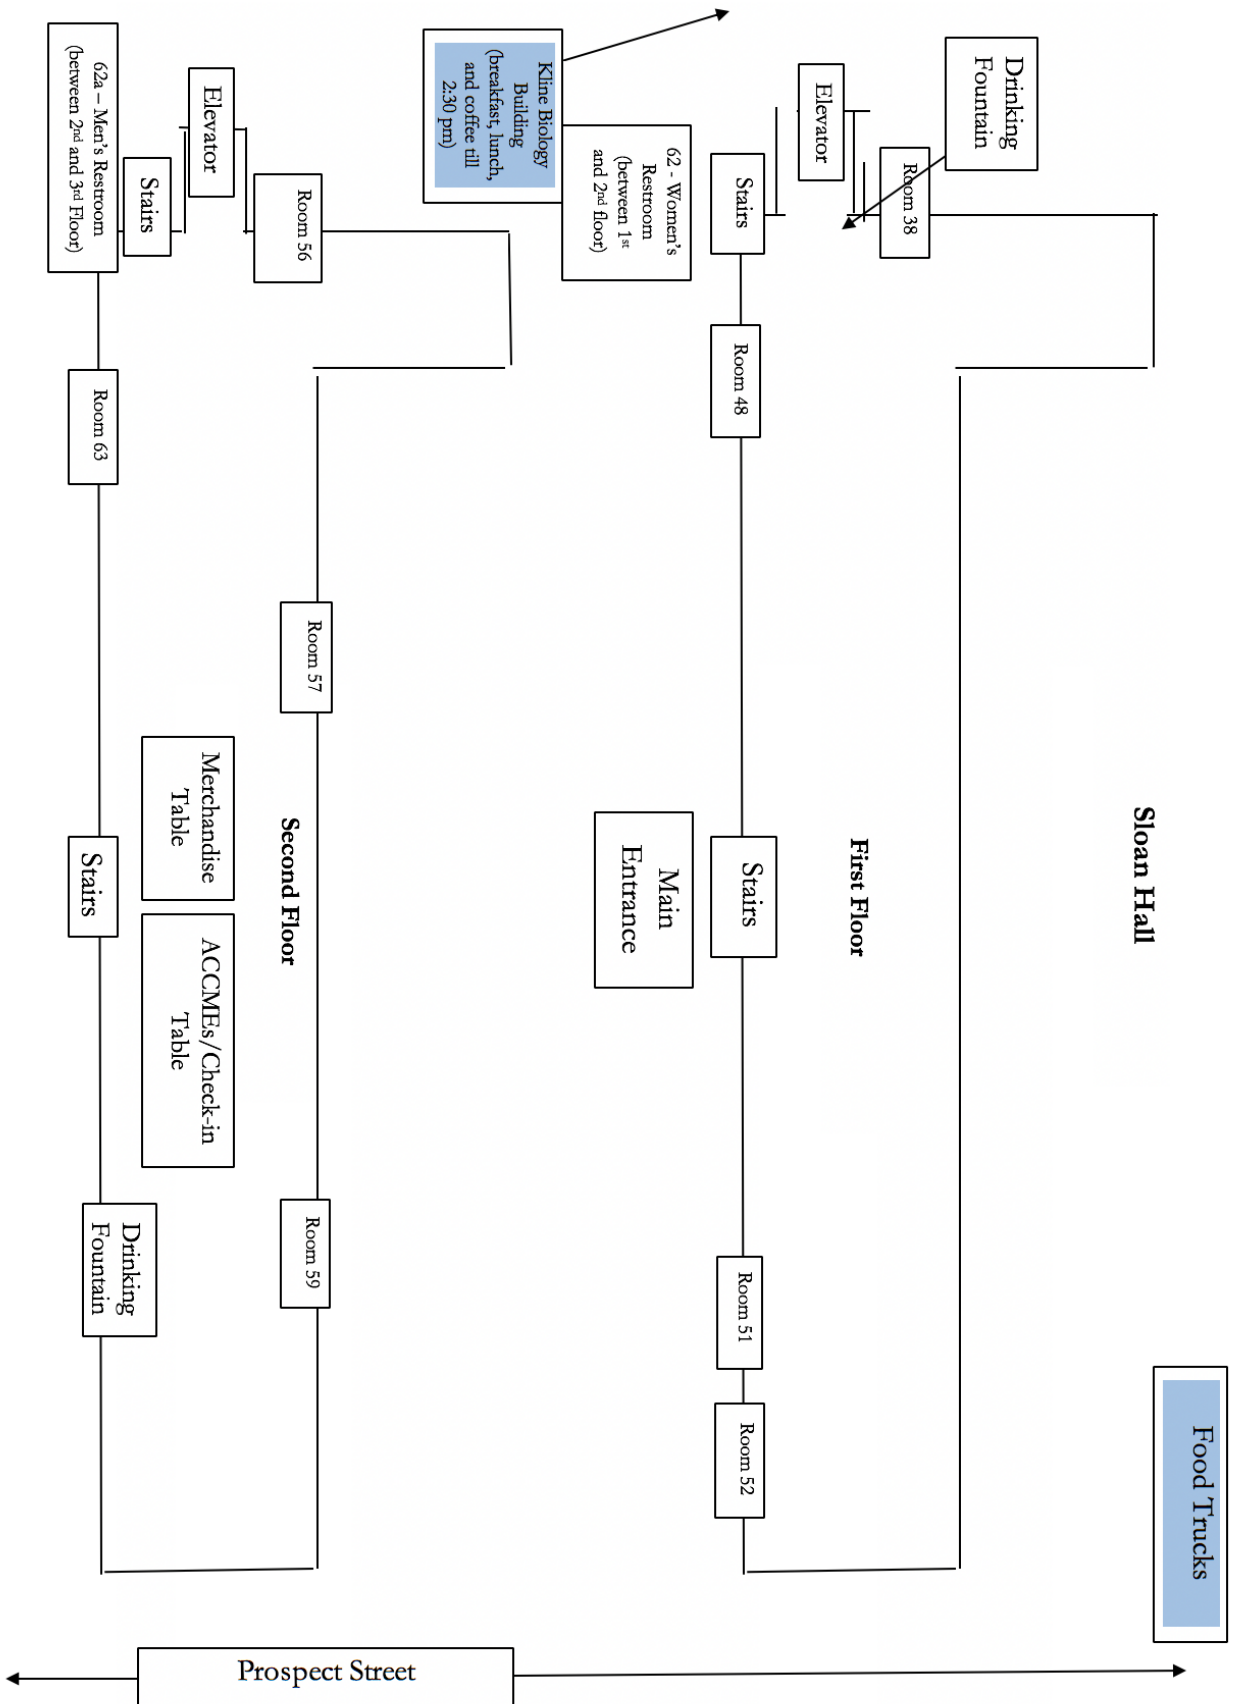 Sloan Hall
Food Trucks
Drinking
Fountain
Room 38
Elevator
First Floor
Stairs
Room 48
Stairs
Room 51
Room 52
62 - Women's
Restroom
(between 1st
and 2nd floor)
Main
Entrance
Kline Biology
Building
(breakfast, lunch,
and coffee till
2:30 pm)
Room 56
Room 57
Room 59
Second Floor
Elevator
Merchandise
Table
ACCMEs/Check-in
Table
Stairs
62a – Men's Restroom
(between 2nd and 3rd Floor)
Room 63
Stairs
Drinking
Fountain
Prospect Street